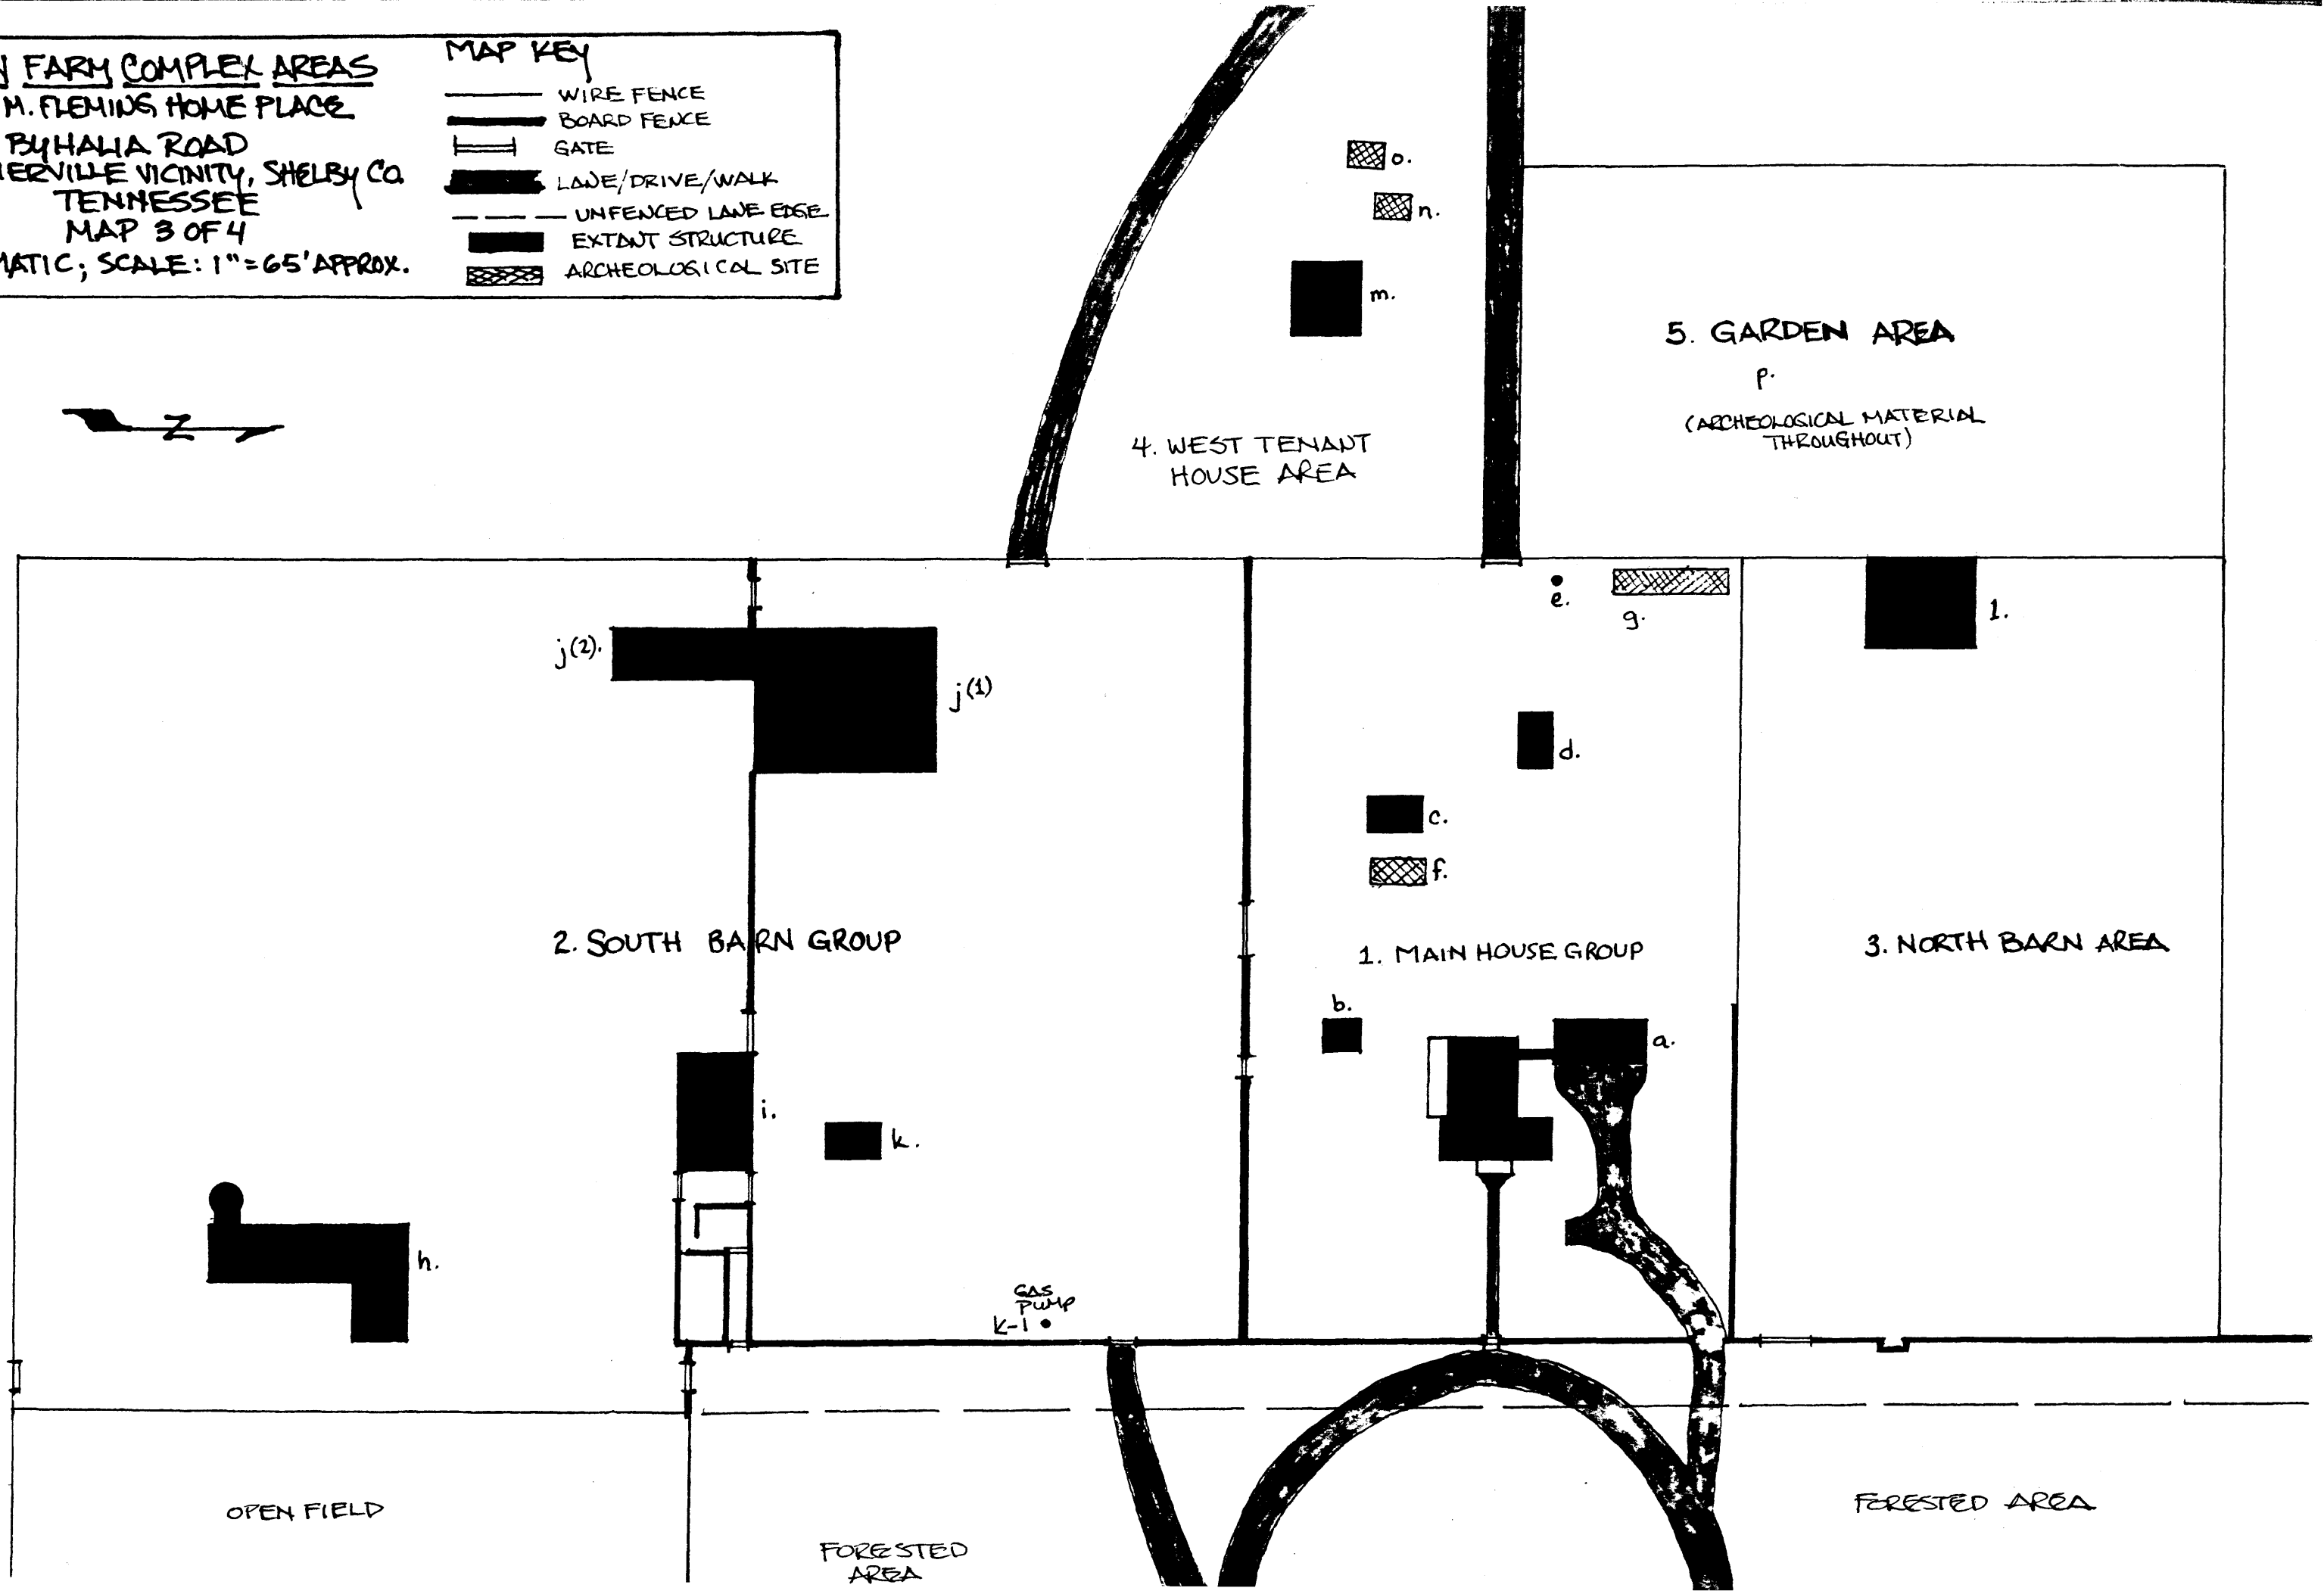 FARM COMPLEX AREAS
M. FLEMING HOME PLACE
BYHALIA ROAD
ERVILLE VICINITY, SHELBY CO.
TENNESSEE
MAP 3 OF 4
MATIC; SCALE: 1"=65' APPROX.
MAP KEY
WIRE FENCE
BOARD FENCE
GATE
LANE/DRIVE/WALK
UNFENCED LANE EDGE
EXTANT STRUCTURE
ARCHEOLOGICAL SITE
Z
o.
n.
m.
4. WEST TENANT
HOUSE AREA
5. GARDEN AREA
p.
(ARCHEOLOGICAL MATERIAL
THROUGHOUT)
j(2).
j(1)
e.
g.
l.
d.
c.
f.
2. SOUTH BARN GROUP
1. MAIN HOUSE GROUP
3. NORTH BARN AREA
b.
a.
i.
k.
h.
GAS
PUMP
k-1
OPEN FIELD
FORESTED
AREA
FORESTED AREA